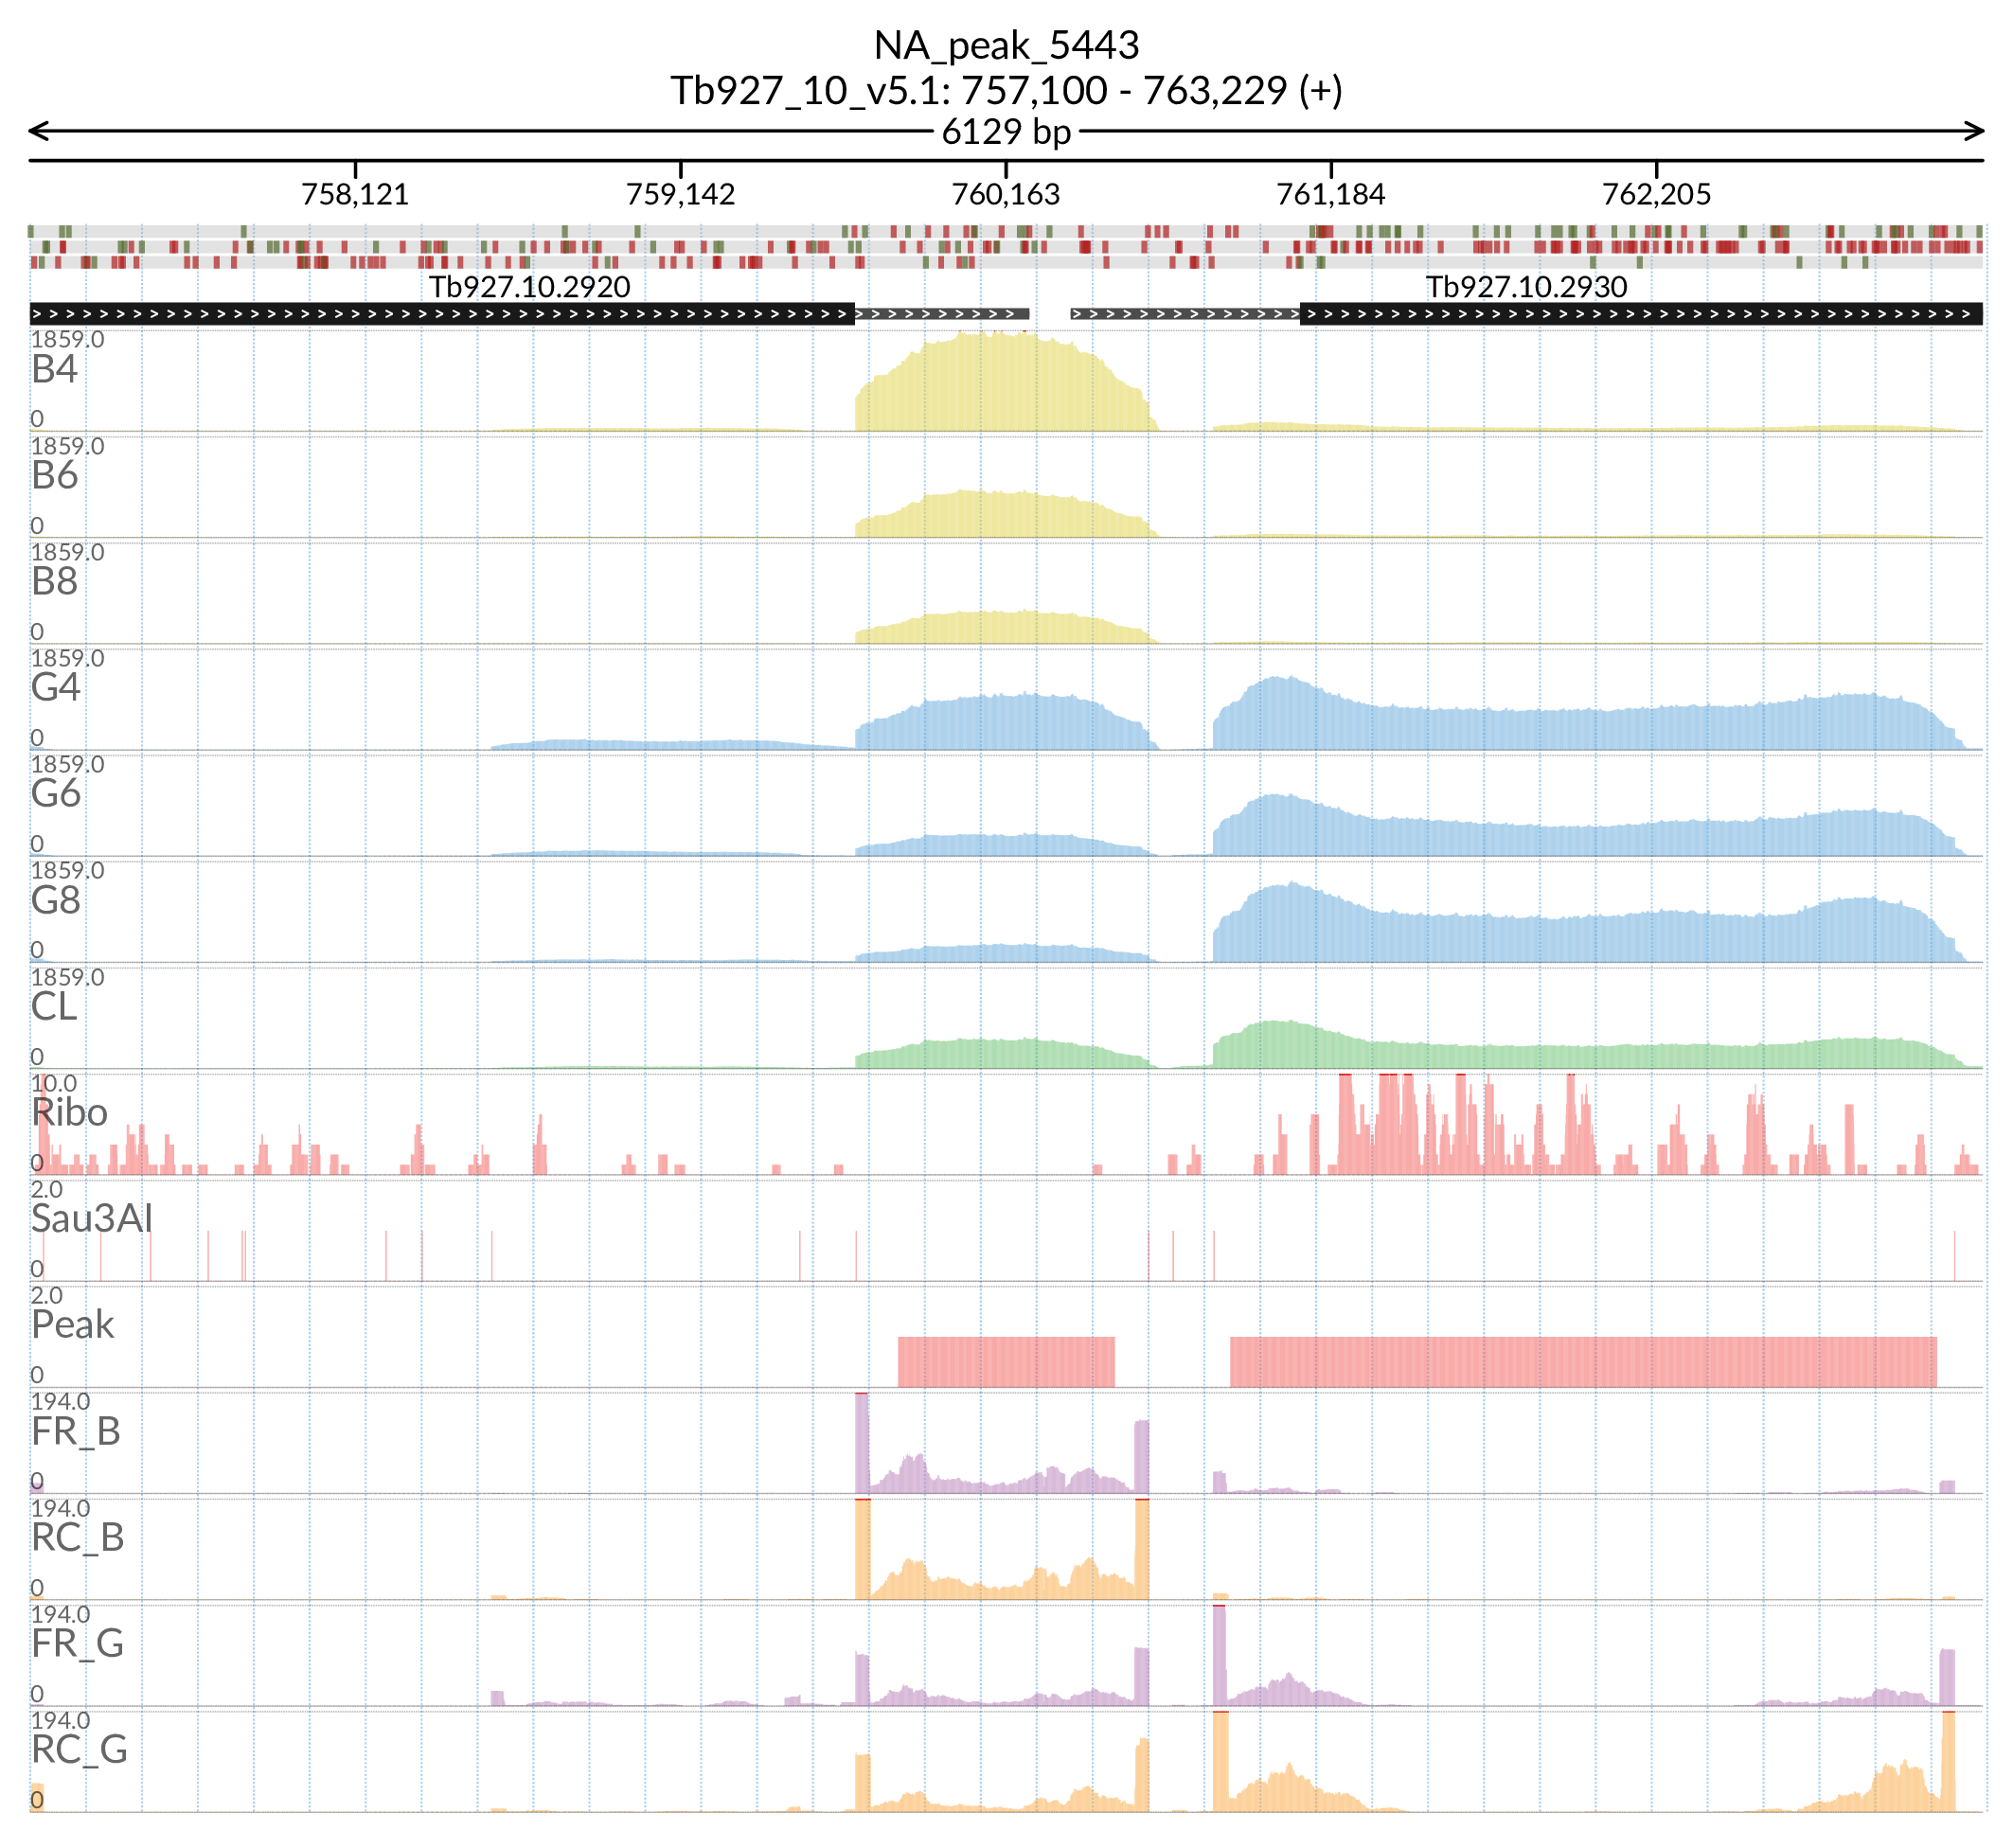 NA_peak_5443
Tb927_10_v5.1: 757,100 - 763,229 (+)
6129 bp
758,121 759,142 760,163 761,184 762,205
Tb927.10.2920 Tb927.10.2930
1859.0
B4
0
1859.0
B6
0
1859.0
B8
0
1859.0
G4
0
1859.0
G6
0
1859.0
G8
0
1859.0
CL
0
10.0
Ribo
0
2.0
Sau3AI
0
2.0
Peak
0
194.0
FR_B
0
194.0
RC_B
0
194.0
FR_G
0
194.0
RC_G
0